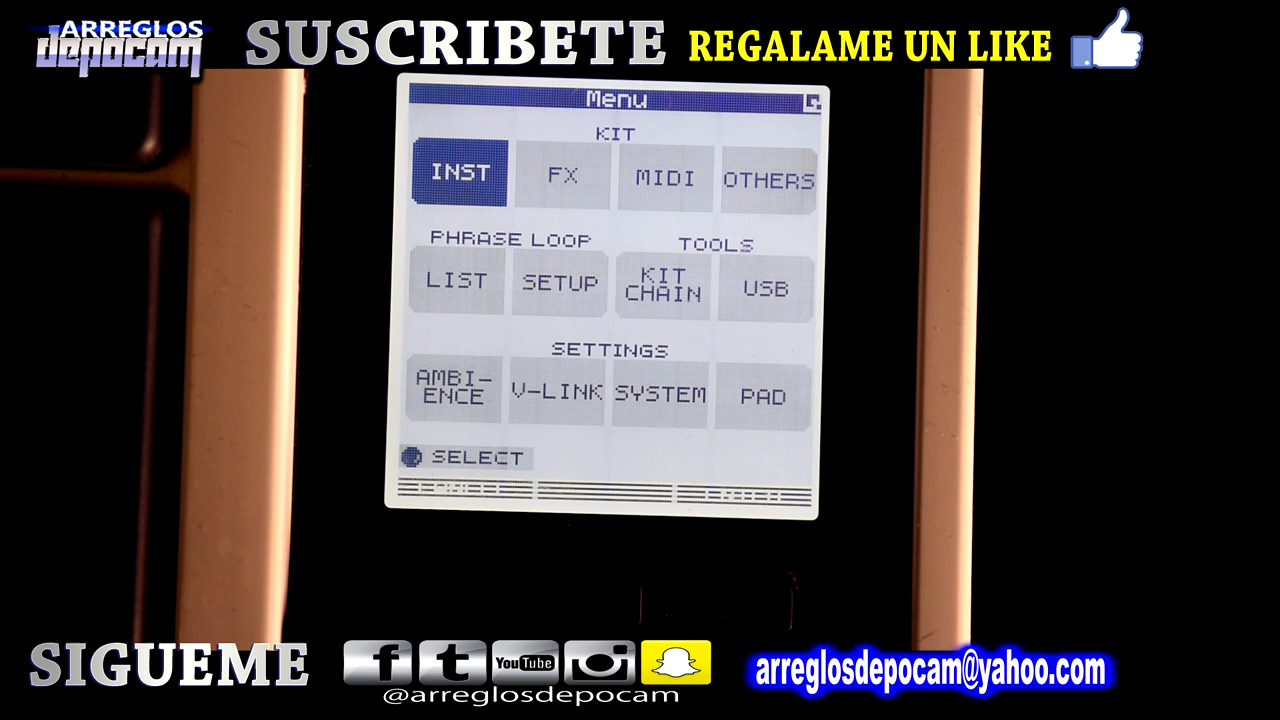 ARREGLOS
depocam
SUSCRIBETE
REGALAME UN LIKE
Menu
KIT
INST
FX
MIDI
OTHERS
PHRASE LOOP
TOOLS
LIST
SETUP
KIT
CHAIN
USB
SETTINGS
AMBI-
ENCE
V-LINK
SYSTEM
PAD
SELECT
SIGUEME
f
t
YouTube
@arreglosdepocam
arreglosdepocam@yahoo.com